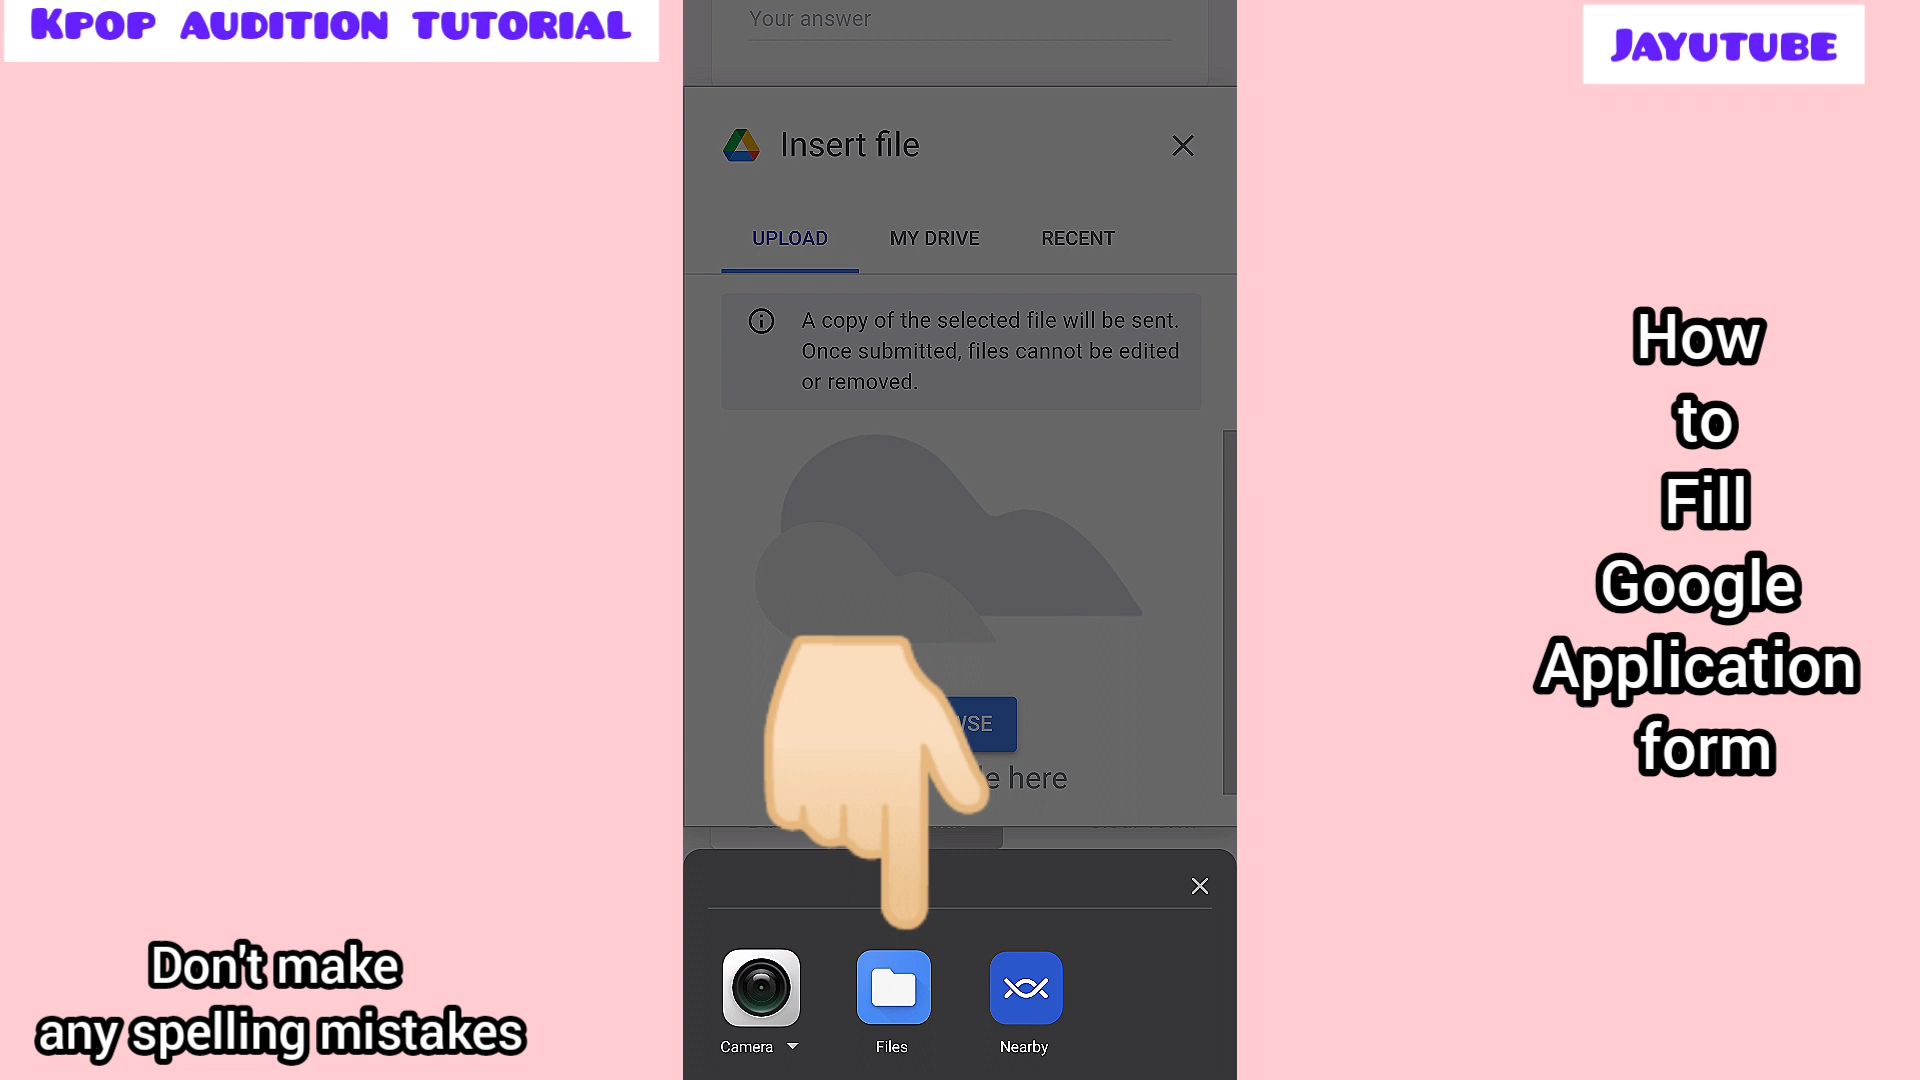 Kpop audition tutorial
Jayutube
Your answer
Insert file
UPLOAD
MY DRIVE
RECENT
A copy of the selected file will be sent.
Once submitted, files cannot be edited
or removed.
here
Camera
Files
Nearby
How
to
Fill
Google
Application
form
Don't make
any spelling mistakes